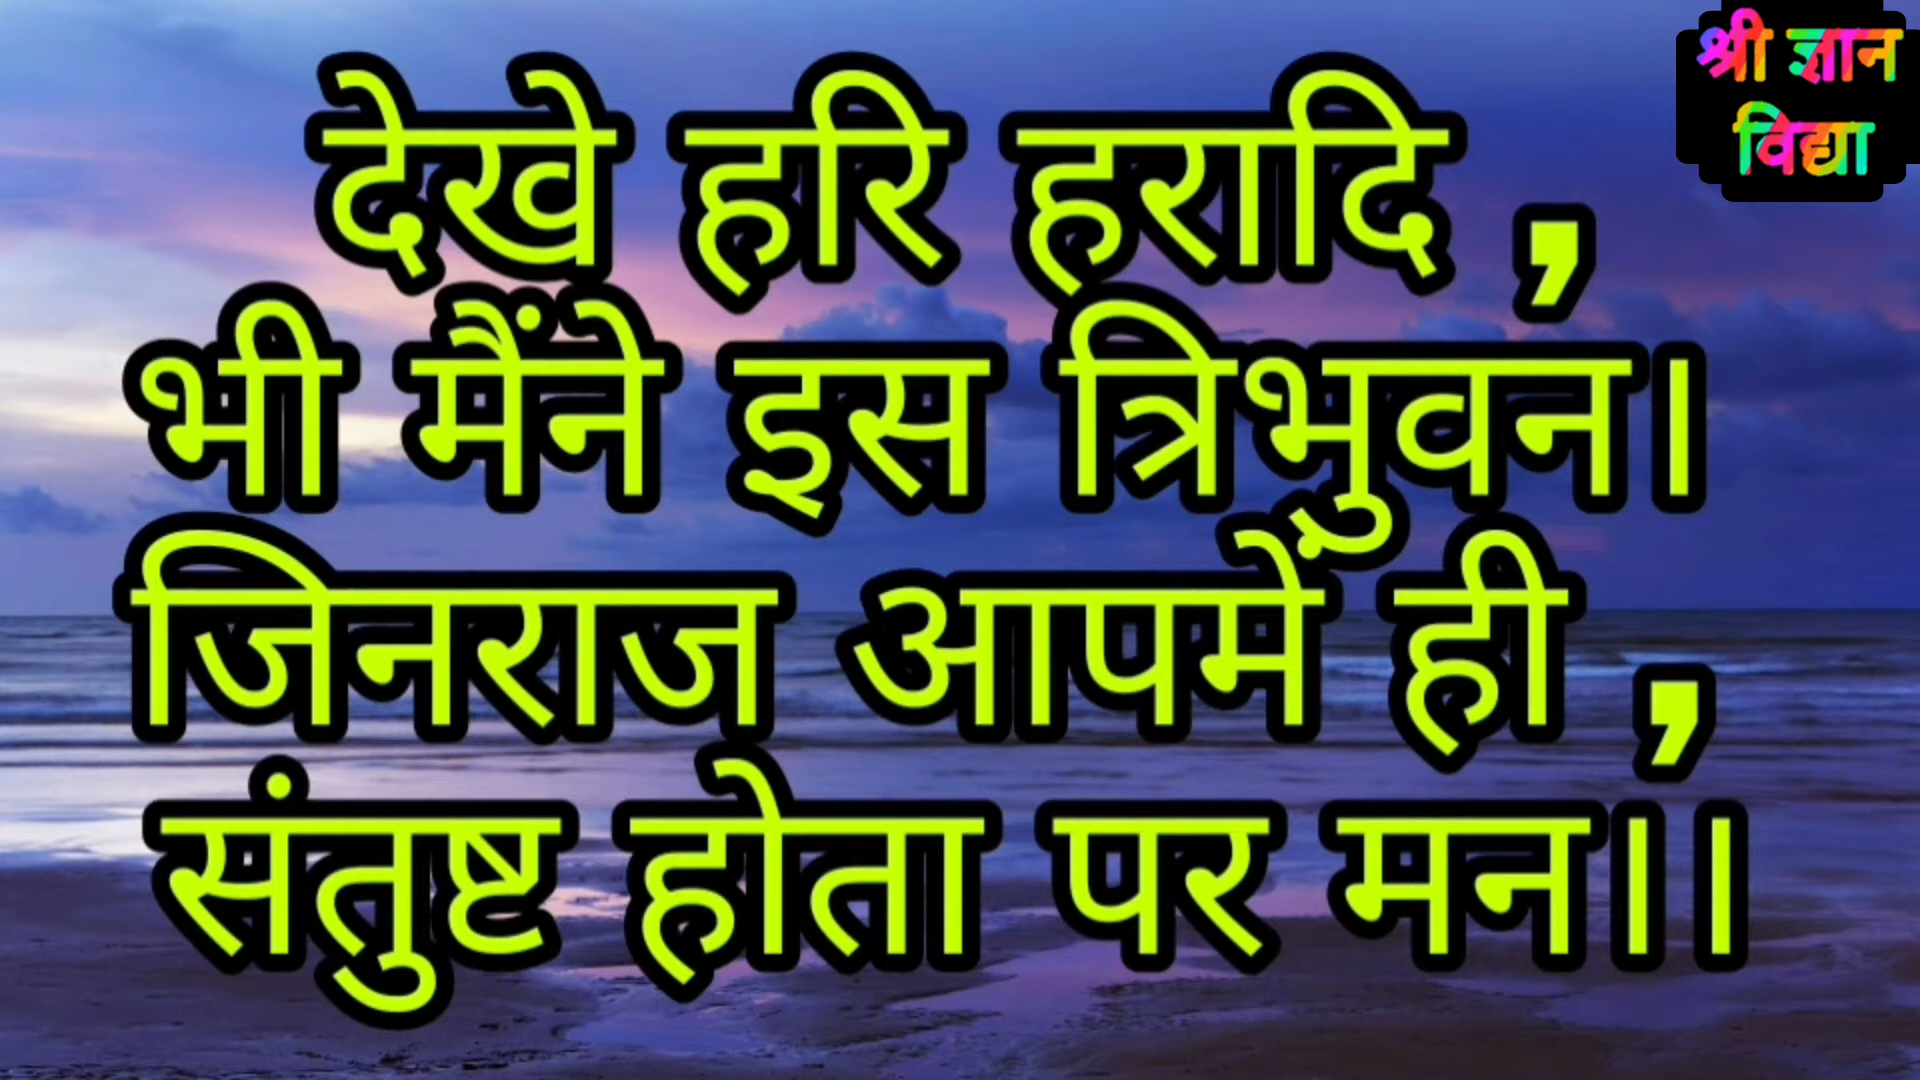 श्री ज्ञान
विद्या
देखे हरि हरादि ,
भी मैंने इस त्रिभुवन।
जिनराज आपमें ही ,
संतुष्ट होता पर मन।।